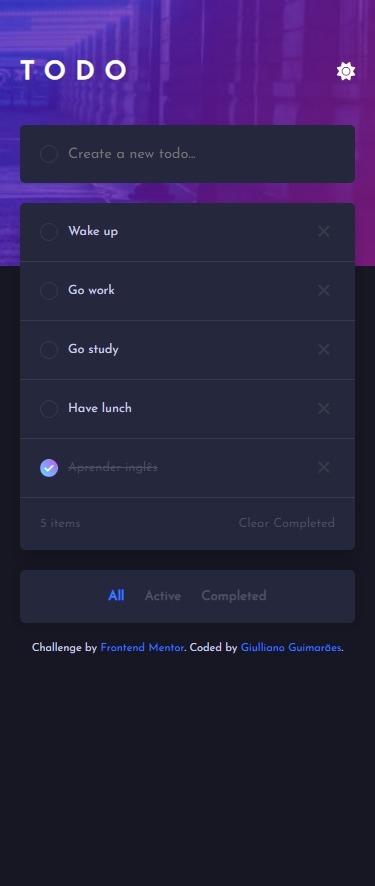 TODO
Create a new todo...
Wake up
Go work
Go study
Have lunch
Aprender inglês
5 items Clear Completed
All Active Completed
Challenge by Frontend Mentor. Coded by Giulliano Guimarães.